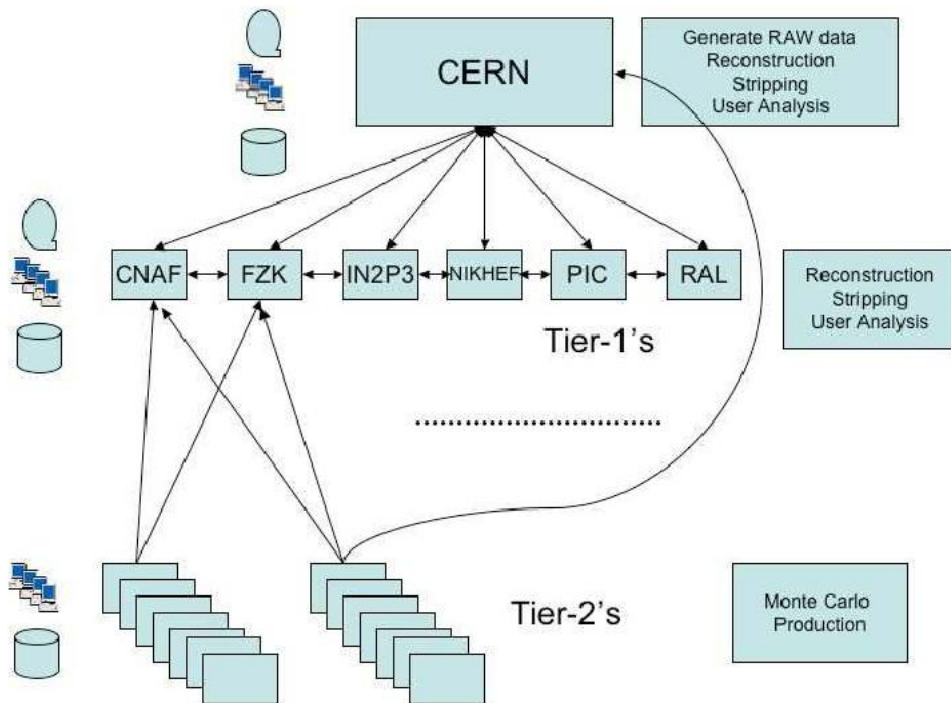 CERN
Generate RAW data
Reconstruction
Stripping
User Analysis
CNAF
FZK
IN2P3
NIKHEF
PIC
RAL
Reconstruction
Stripping
User Analysis
Tier-1's
Tier-2's
Monte Carlo
Production